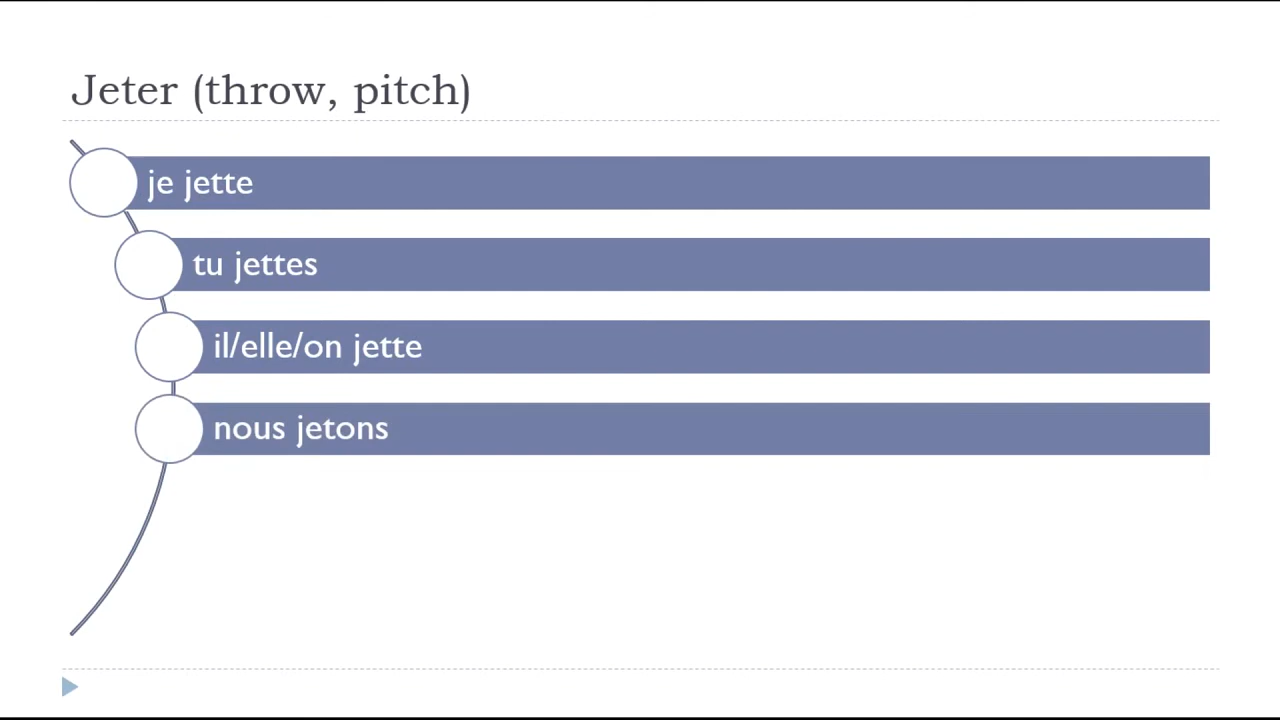 Jeter (throw, pitch)
je jette
tu jettes
il/elle/on jette
nous jetons